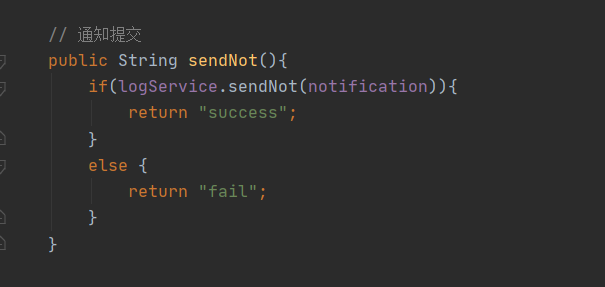 // 通知提交
public String sendNot(){
if(logService.sendNot(notification)){
return "success";
}
else {
return "fail";
}
}